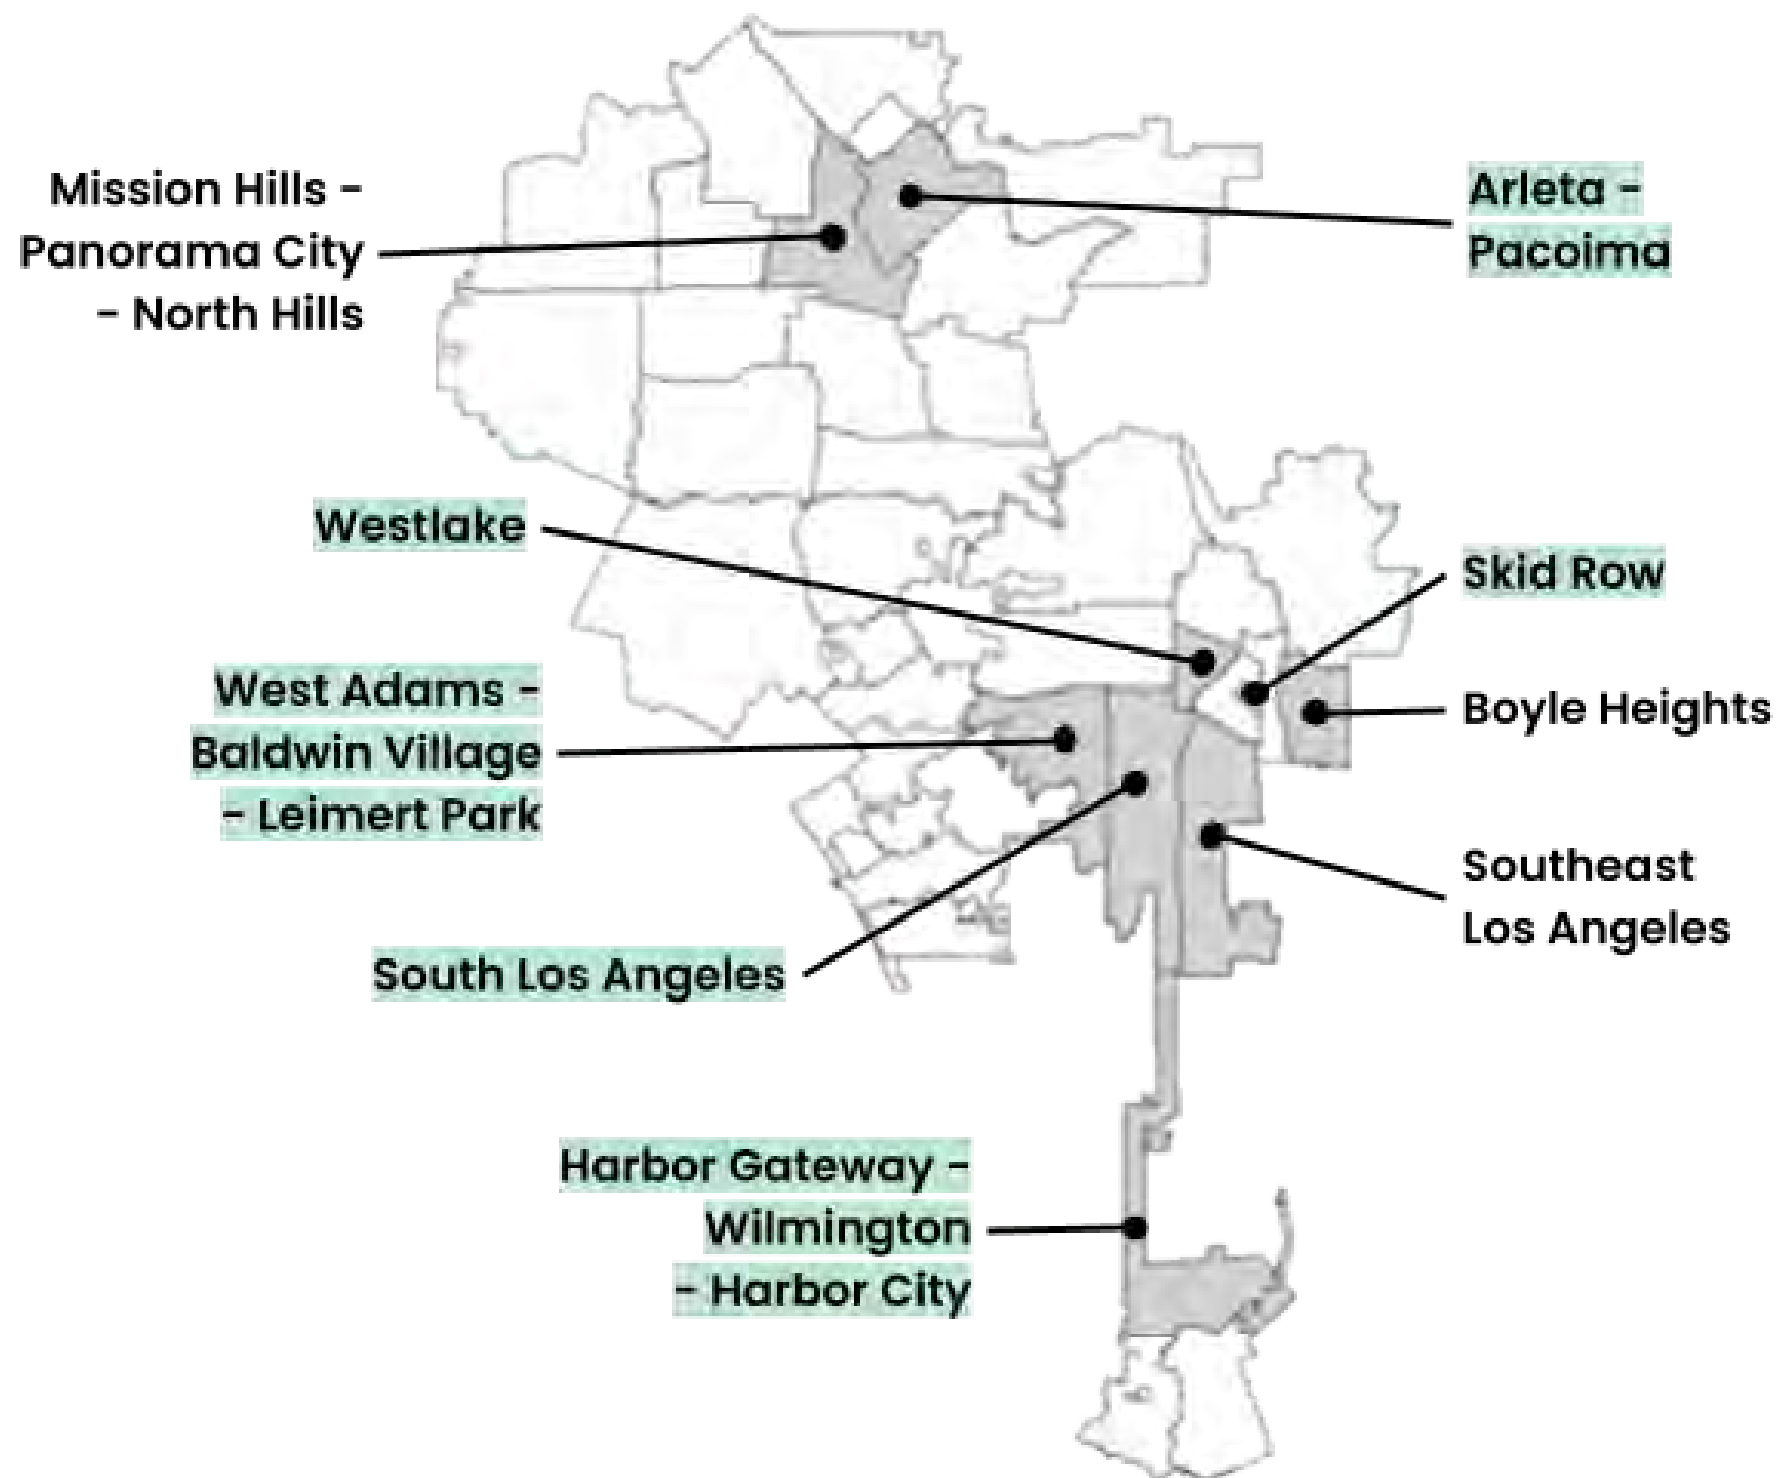 Mission Hills -
Panorama City
- North Hills
Arleta -
Pacoima
Westlake
Skid Row
West Adams -
Baldwin Village
- Leimert Park
Boyle Heights
Southeast
Los Angeles
South Los Angeles
Harbor Gateway -
Wilmington
- Harbor City